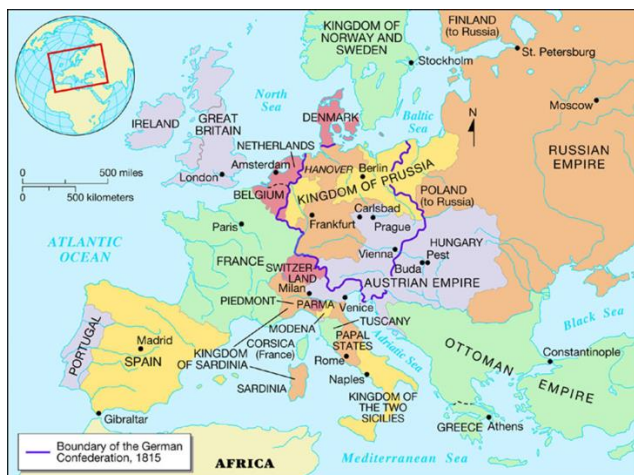 KINGDOM OF
NORWAY AND
SWEDEN
FINLAND
(to Russia)
St. Petersburg
Stockholm
North
Sea
Baltic
Sea
N
Moscow
RUSSIAN
EMPIRE
IRELAND
GREAT
BRITAIN
DENMARK
NETHERLANDS
Amsterdam
HANOVER
Berlin
KINGDOM OF PRUSSIA
London
BELGIUM
POLAND
(to Russia)
0 500 miles
0 500 kilometers
Frankfurt
Carlsbad
Prague
Paris
ATLANTIC
OCEAN
FRANCE
Vienna
HUNGARY
Pest
Buda
AUSTRIAN EMPIRE
SWITZER-
LAND
Milan
PIEDMONT
PARMA
Venice
MODENA
TUSCANY
PORTUGAL
Madrid
SPAIN
KINGDOM
OF SARDINIA
CORSICA
(France)
PAPAL
STATES
Adriatic Sea
Black Sea
Rome
Constantinople
OTTOMAN
EMPIRE
SARDINIA
Naples
KINGDOM OF
THE TWO
SICILIES
Gibraltar
GREECE
Athens
Boundary of the German
Confederation, 1815
AFRICA
Mediterranean Sea